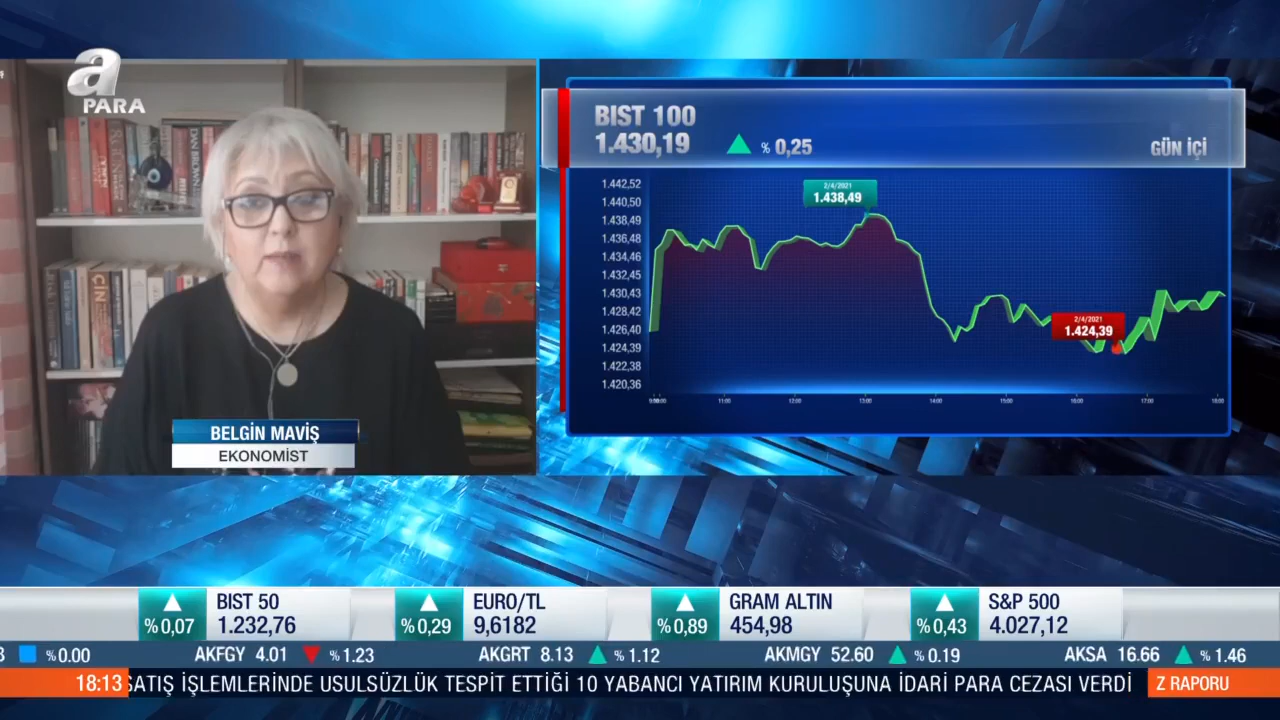 a
PARA
DAN BROWN
ÇİN
BELGİN MAVİŞ
EKONOMİST
BIST 100
1.430,19
% 0,25
GÜN İÇİ
1.442,52
1.440,50
1.438,49
1.436,48
1.434,46
1.432,45
1.430,43
1.428,42
1.426,40
1.424,39
1.422,38
1.420,36
2/4/2021
1.438,49
2/4/2021
1.424,39
11:00
12:00
13:00
14:00
15:00
16:00
17:00
18:00
% 0,07
BIST 50
1.232,76
% 0,29
EURO/TL
9,6182
% 0,89
GRAM ALTIN
454,98
% 0,43
S&P 500
4.027,12
%0.00 AKFGY 4.01 % 1.23 AKGRT 8.13 % 1.12 AKMGY 52.60 % 0.19 AKSA 16.66 % 1.46
18:13 SATIŞ İŞLEMLERİNDE USULSÜZLÜK TESPİT ETTİĞİ 10 YABANCI YATIRIM KURULUŞUNA İDARİ PARA CEZASI VERDİ Z RAPORU